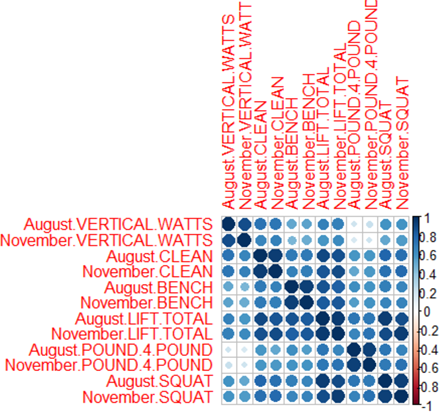 August.VERTICAL.WATTS
November.VERTICAL.WATT
August.CLEAN
November.CLEAN
August.BENCH
November.BENCH
August.LIFT.TOTAL
November.LIFT.TOTAL
August.POUND.4.POUND
November.POUND.4.POUND
August.SQUAT
November.SQUAT
August.VERTICAL.WATTS
November.VERTICAL.WATTS
August.CLEAN
November.CLEAN
August.BENCH
November.BENCH
August.LIFT.TOTAL
November.LIFT.TOTAL
August.POUND.4.POUND
November.POUND.4.POUND
August.SQUAT
November.SQUAT
1
0.8
0.6
0.4
0.2
0
-0.2
-0.4
-0.6
-0.8
-1